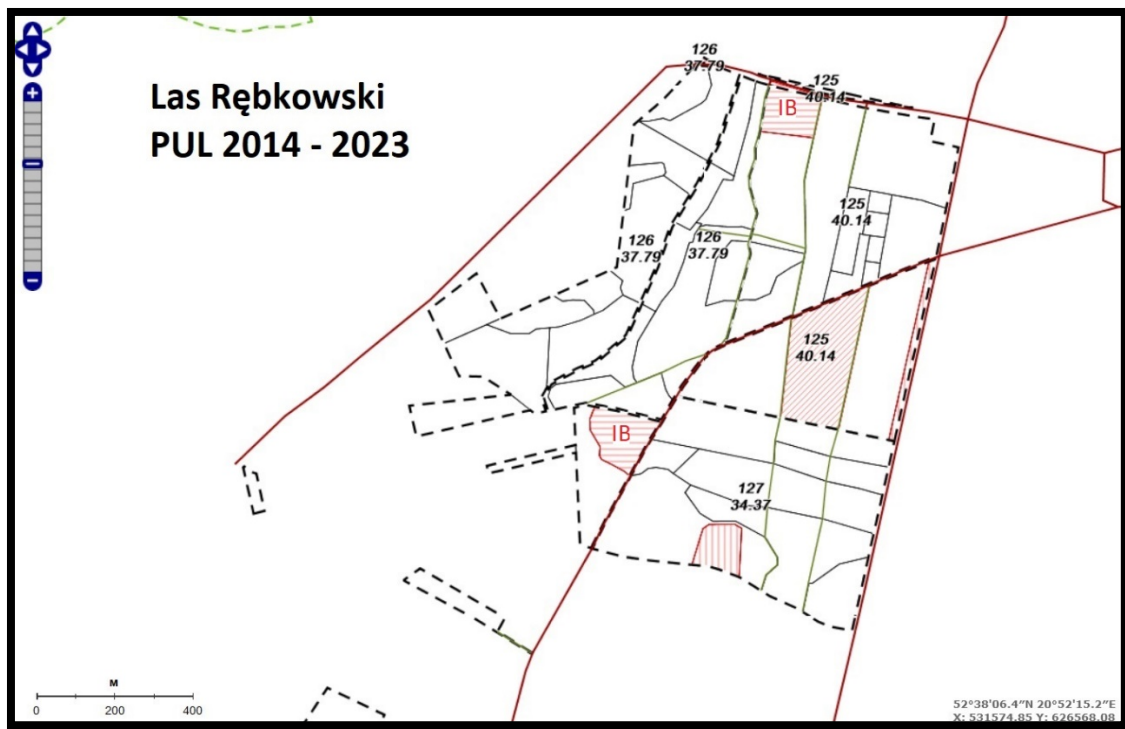 Las Rębkowski
PUL 2014 - 2023
126
37.79
125
40.14
IB
125
40.14
126
37.79
126
37.79
125
40.14
IB
127
34.37
M
0 200 400
52°38'06.4"N 20°52'15.2"E
X: 531574.85 Y: 626568.08